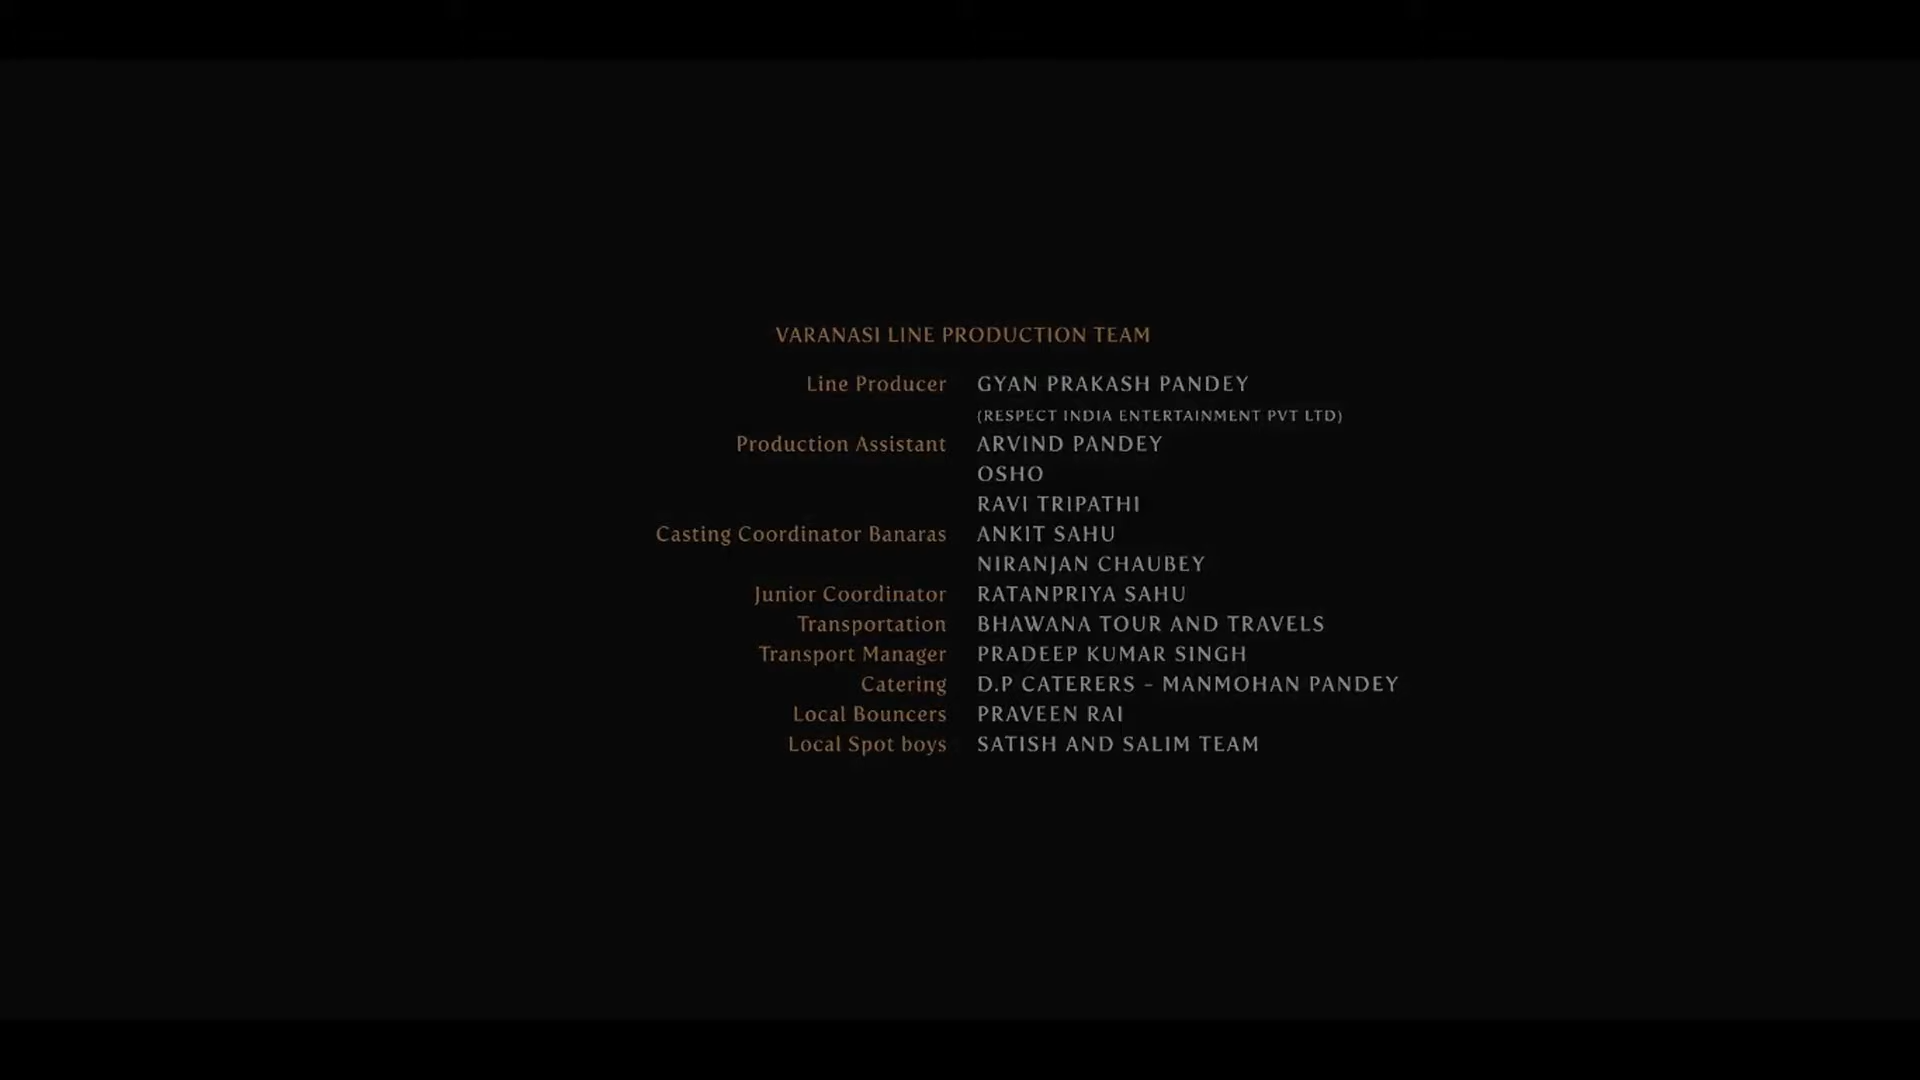 VARANASI LINE PRODUCTION TEAM
Line Producer GYAN PRAKASH PANDEY
(RESPECT INDIA ENTERTAINMENT PVT LTD)
Production Assistant ARVIND PANDEY
OSHO
RAVI TRIPATHI
Casting Coordinator Banaras ANKIT SAHU
NIRANJAN CHAUBEY
Junior Coordinator RATANPRIYA SAHU
Transportation BHAWANA TOUR AND TRAVELS
Transport Manager PRADEEP KUMAR SINGH
Catering D.P CATERERS - MANMOHAN PANDEY
Local Bouncers PRAVEEN RAI
Local Spot boys SATISH AND SALIM TEAM